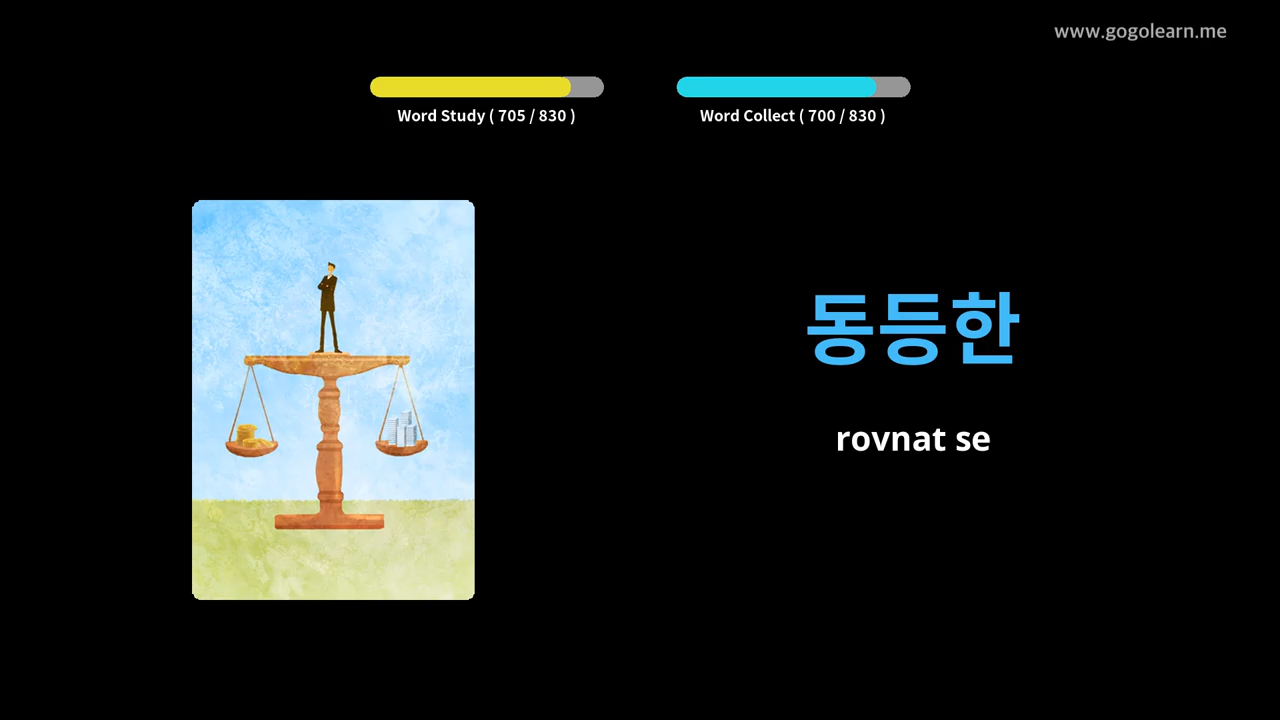 www.gogolearn.me
Word Study ( 705 / 830 )
Word Collect ( 700 / 830 )
동등한
rovnat se